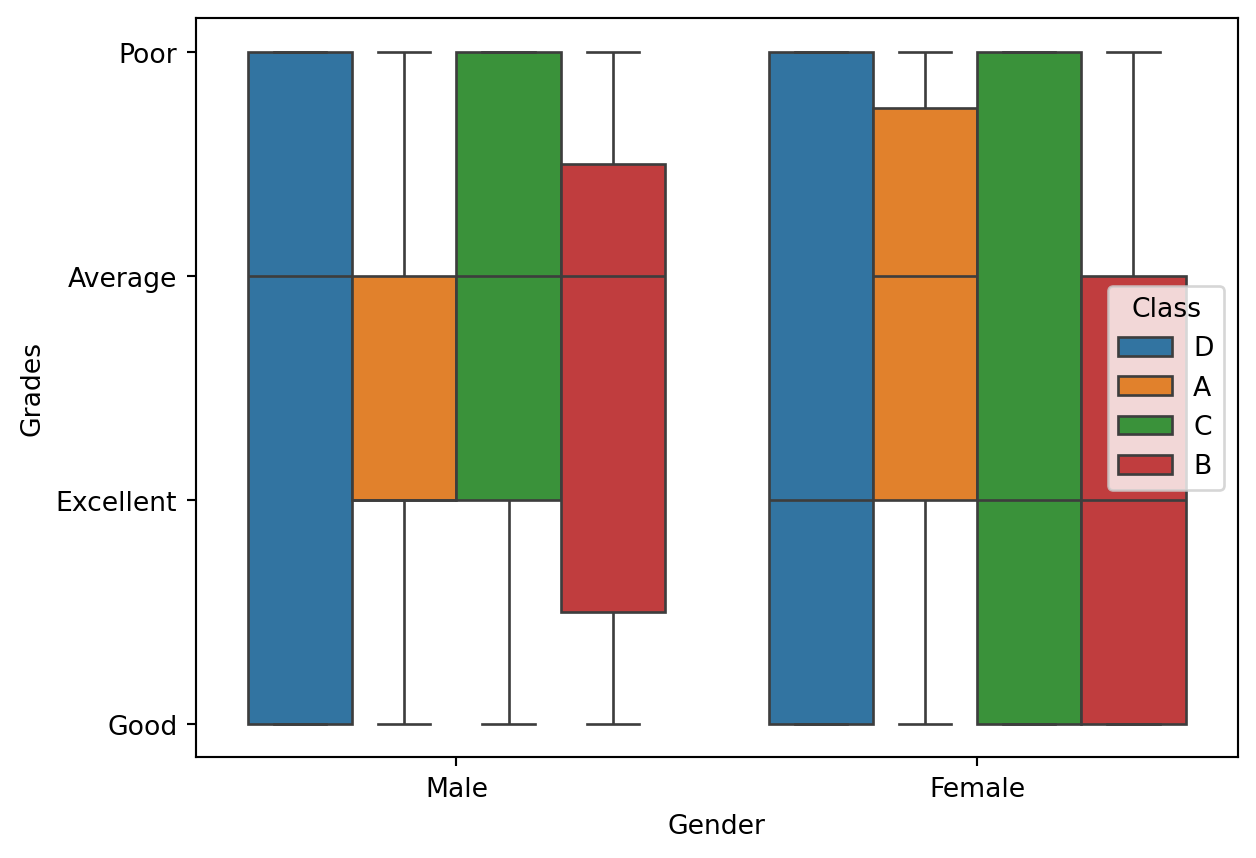 Poor
Average
Excellent
Good
Grades
Male
Female
Gender
Class
D
A
C
B